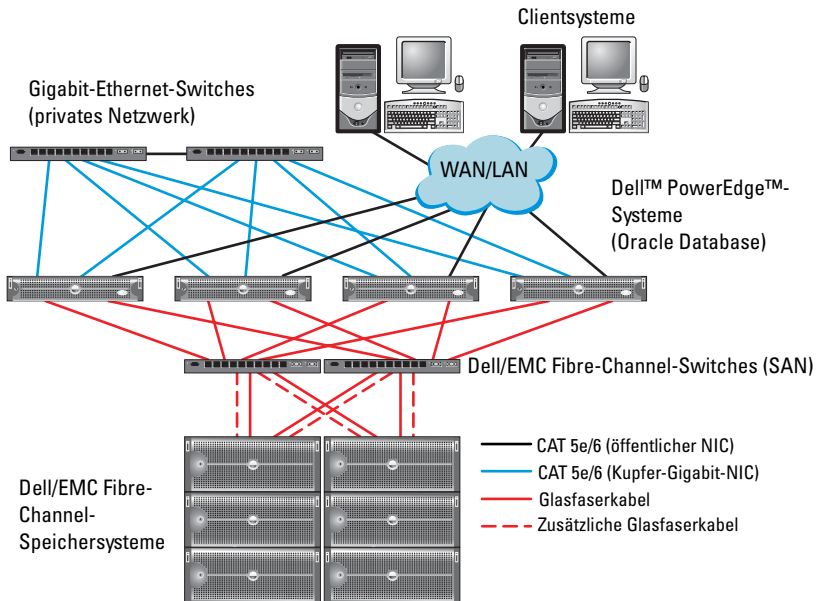 Clientsysteme
Gigabit-Ethernet-Switches
(privates Netzwerk)
WAN/LAN
Dell™ PowerEdge™-
Systeme
(Oracle Database)
Dell/EMC Fibre-Channel-Switches (SAN)
CAT 5e/6 (öffentlicher NIC)
CAT 5e/6 (Kupfer-Gigabit-NIC)
Glasfaserkabel
Zusätzliche Glasfaserkabel
Dell/EMC Fibre-
Channel-
Speichersysteme